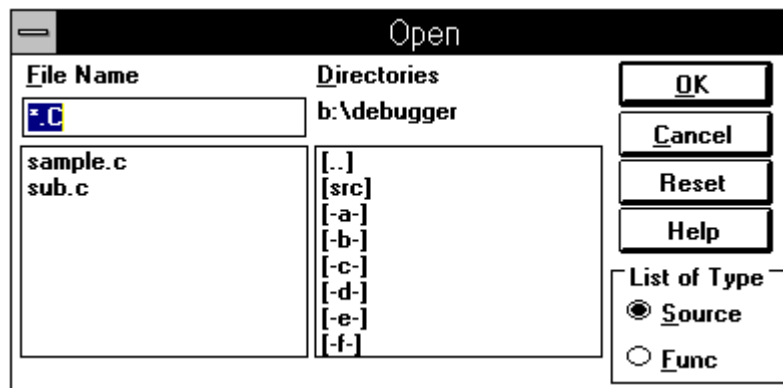 Open
File Name
*.C
sample.c
sub.c
Directories
b:\debugger
[..]
[src]
[-a-]
[-b-]
[-c-]
[-d-]
[-e-]
[-f-]
OK
Cancel
Reset
Help
List of Type
Source
Func